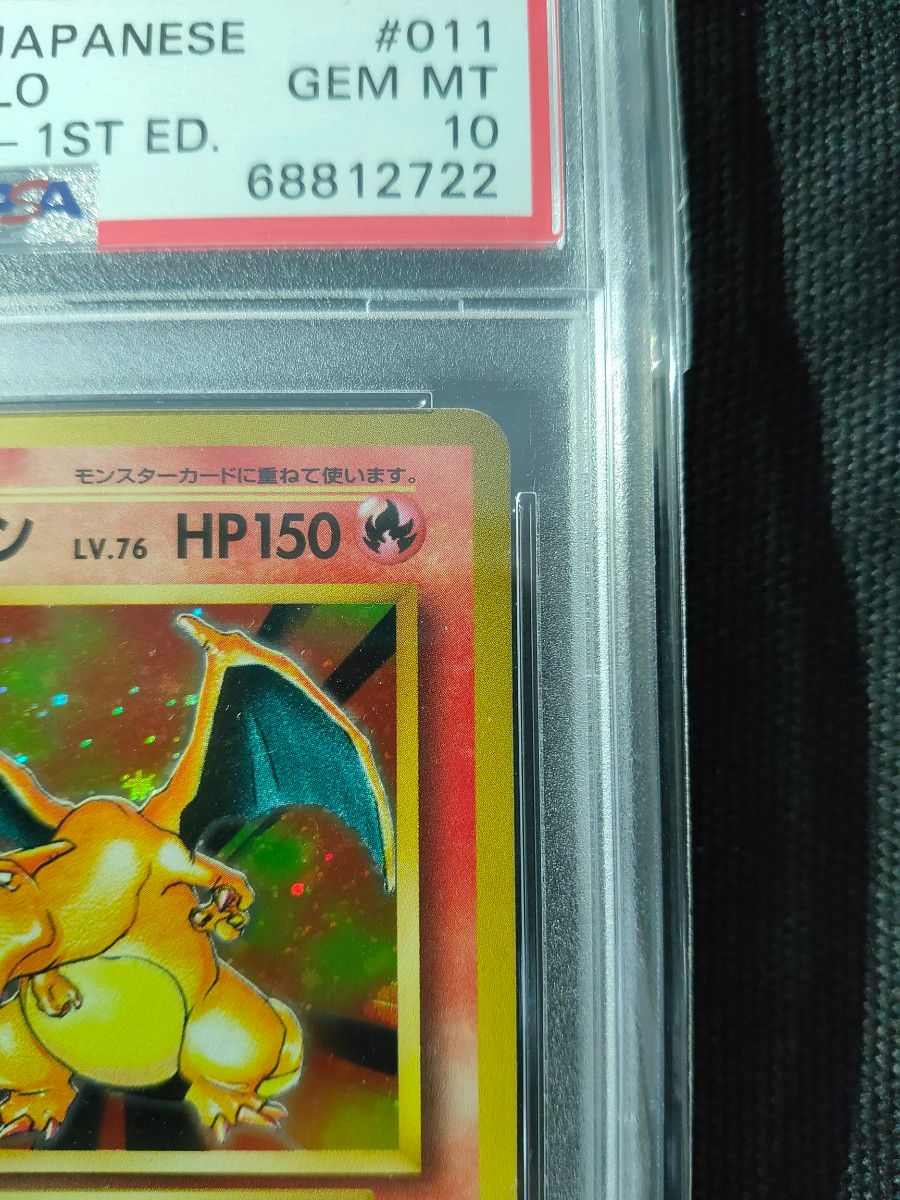 JAPANESE #011
LO GEM MT
- 1ST ED. 10
68812722
PSA
モンスターカードに重ねて使います。
ン LV.76 HP150